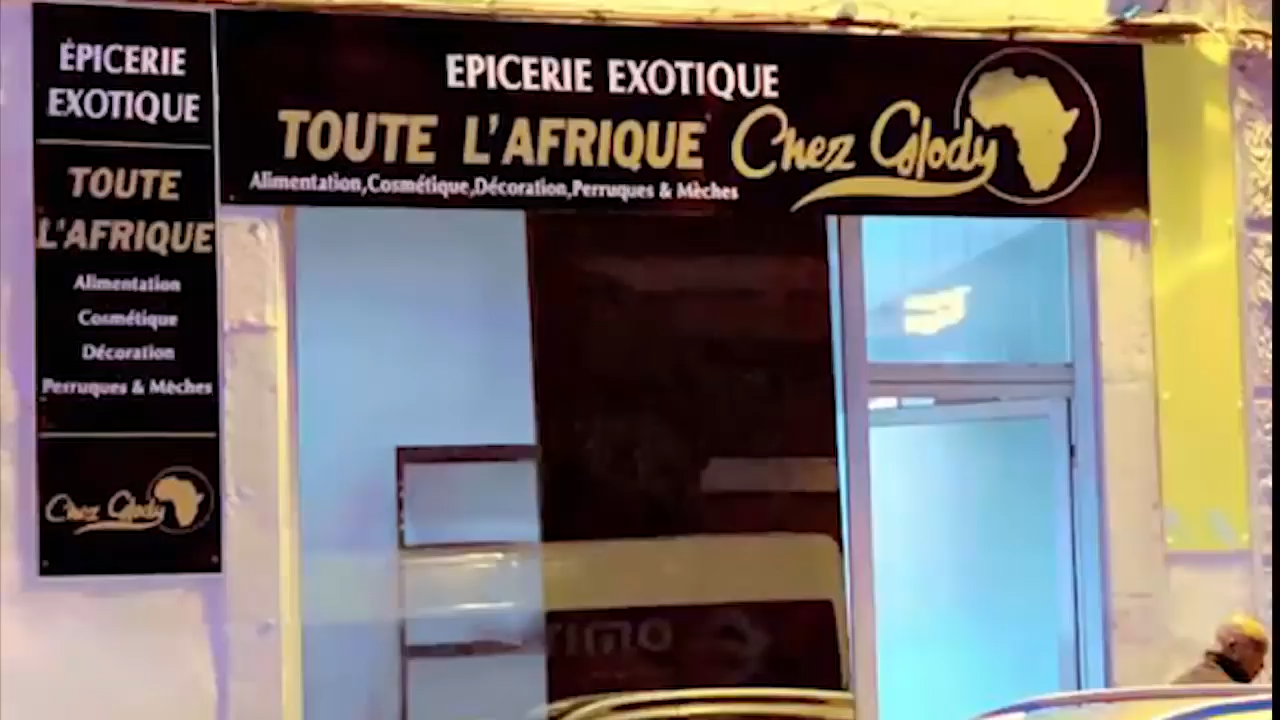 ÉPICERIE
EXOTIQUE
TOUTE
L'AFRIQUE
Alimentation
Cosmétique
Décoration
Perruques & Mèches
Chez Glody
EPICERIE EXOTIQUE
TOUTE L'AFRIQUE Chez Glody
Alimentation,Cosmétique,Décoration,Perruques & Mèches